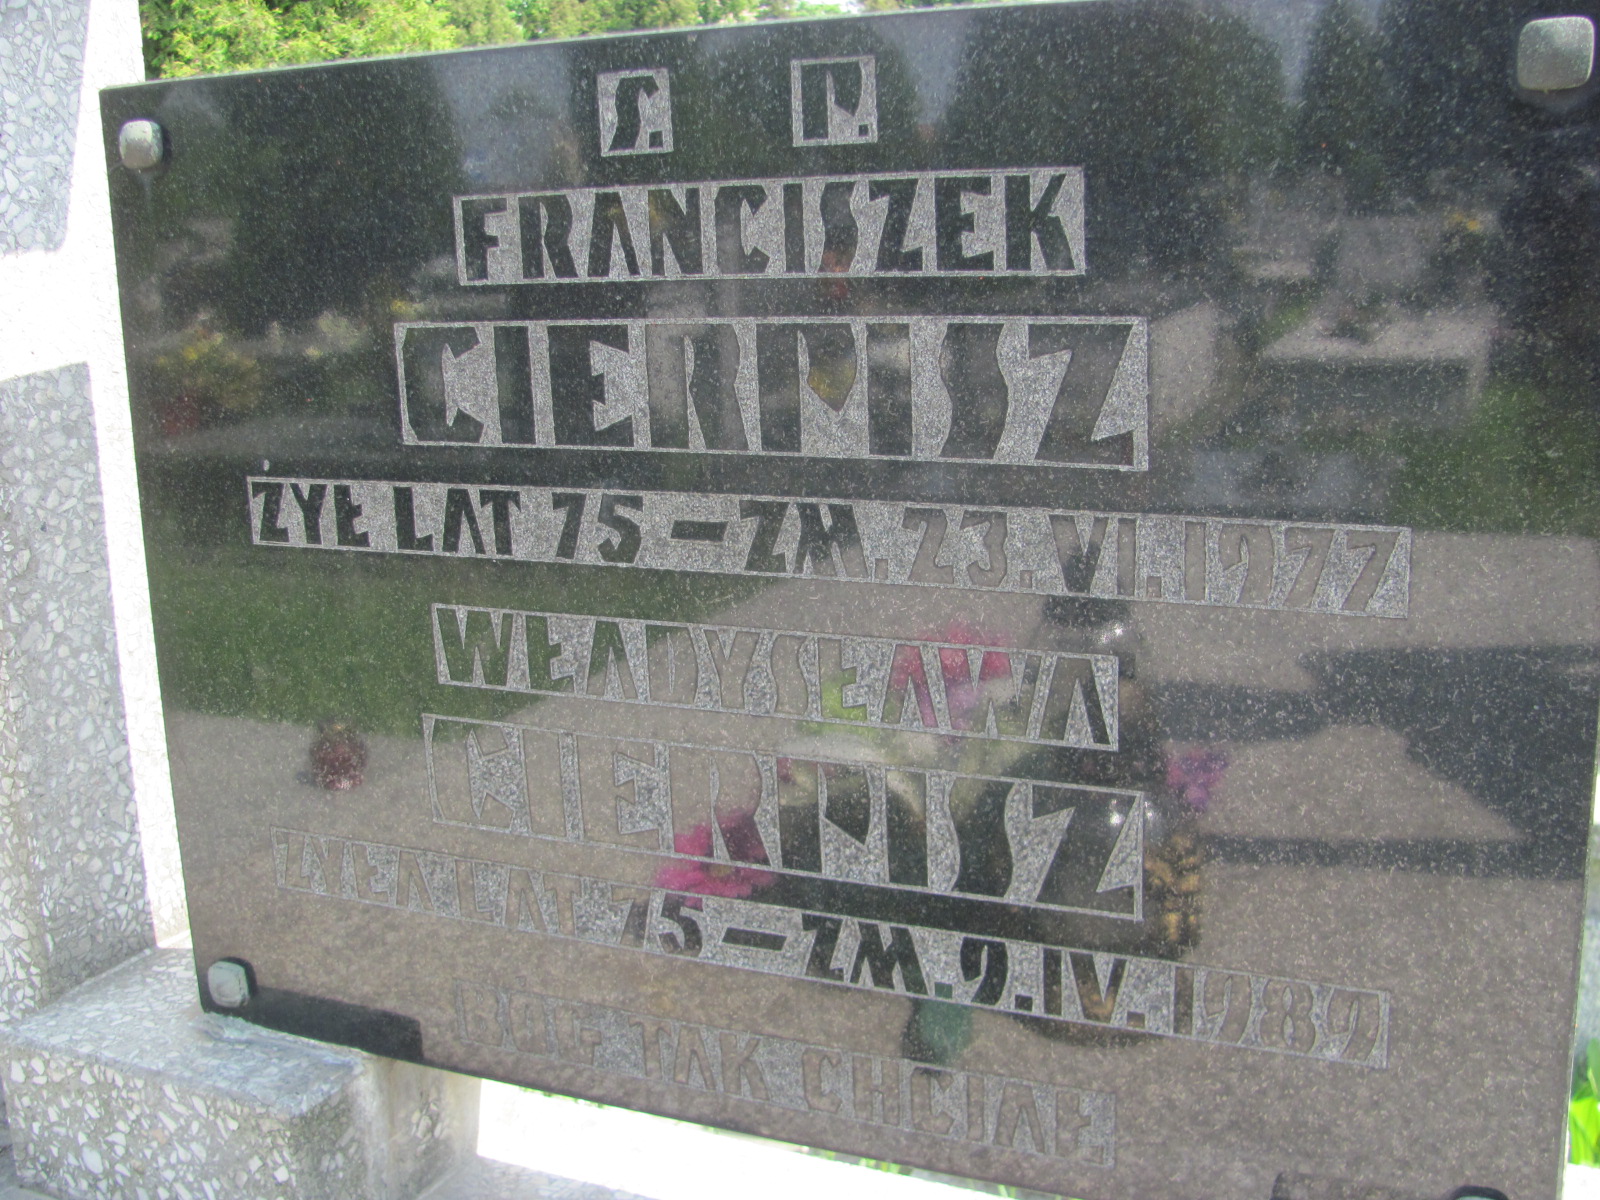 Ś. P.
FRANCISZEK
CIERPISZ
ŻYŁ LAT 75 - ZM. 23. VI. 1977
WŁADYSŁAWA
CIERPISZ
ŻYŁA LAT 75 - ZM. 9. IV. 1989
BÓG TAK CHCIAŁ